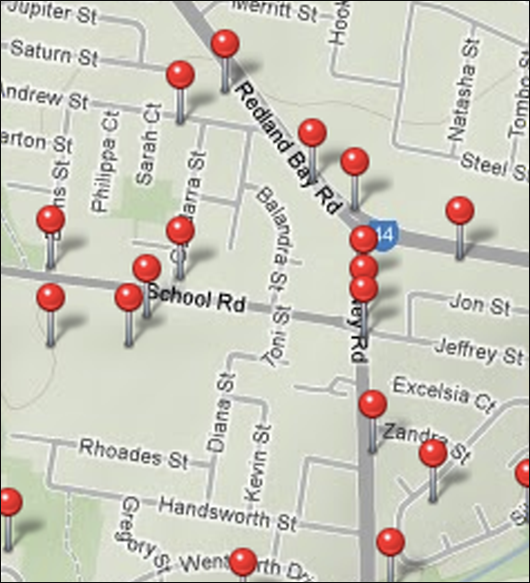 Jupiter St
Merritt St
Saturn St
Andrew St
Natasha St
Steel S
Philippa Ct
Sarah Ct
Redland Bay Rd
44
Balandra St
School Rd
Jon St
Toni St
Jeffrey St
Excelsia Ct
Zandra St
Diana St
Kevin St
Rhoades St
Handsworth St
Gregory St